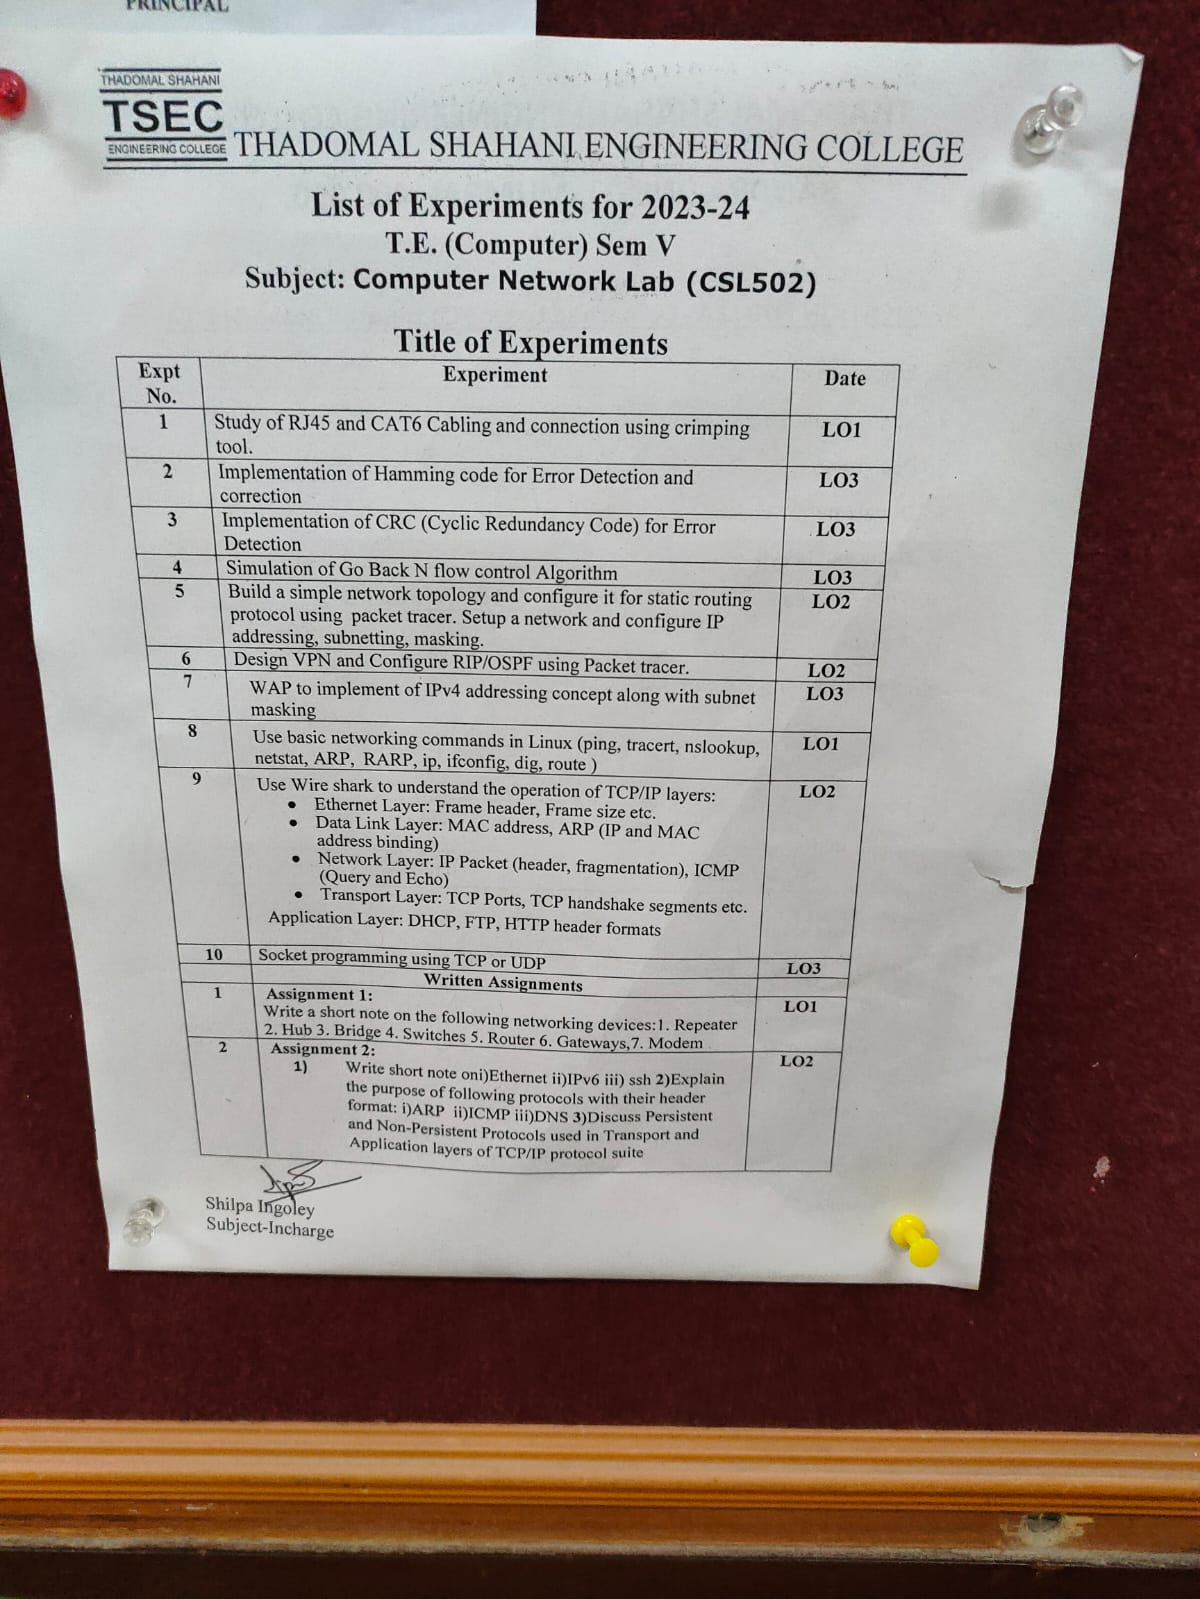 PRINCIPAL
THADOMAL SHAHANI
TSEC
ENGINEERING COLLEGE
THADOMAL SHAHANI ENGINEERING COLLEGE
List of Experiments for 2023-24
T.E. (Computer) Sem V
Subject: Computer Network Lab (CSL502)
Title of Experiments
Expt No. Experiment Date
1 Study of RJ45 and CAT6 Cabling and connection using crimping LO1
tool.
2 Implementation of Hamming code for Error Detection and LO3
correction
3 Implementation of CRC (Cyclic Redundancy Code) for Error LO3
Detection
4 Simulation of Go Back N flow control Algorithm LO3
5 Build a simple network topology and configure it for static routing LO2
protocol using packet tracer. Setup a network and configure IP
addressing, subnetting, masking.
6 Design VPN and Configure RIP/OSPF using Packet tracer. LO2
7 WAP to implement of IPv4 addressing concept along with subnet LO3
masking
8 Use basic networking commands in Linux (ping, tracert, nslookup, LO1
netstat, ARP, RARP, ip, ifconfig, dig, route )
9 Use Wire shark to understand the operation of TCP/IP layers: LO2
• Ethernet Layer: Frame header, Frame size etc.
• Data Link Layer: MAC address, ARP (IP and MAC
address binding)
• Network Layer: IP Packet (header, fragmentation), ICMP
(Query and Echo)
• Transport Layer: TCP Ports, TCP handshake segments etc.
Application Layer: DHCP, FTP, HTTP header formats
10 Socket programming using TCP or UDP LO3
Written Assignments
1 Assignment 1: LO1
Write a short note on the following networking devices:1. Repeater
2. Hub 3. Bridge 4. Switches 5. Router 6. Gateways,7. Modem
2 Assignment 2: LO2
1) Write short note oni)Ethernet ii)IPv6 iii) ssh 2)Explain
the purpose of following protocols with their header
format: i)ARP ii)ICMP iii)DNS 3)Discuss Persistent
and Non-Persistent Protocols used in Transport and
Application layers of TCP/IP protocol suite
Shilpa Ingoley
Subject-Incharge